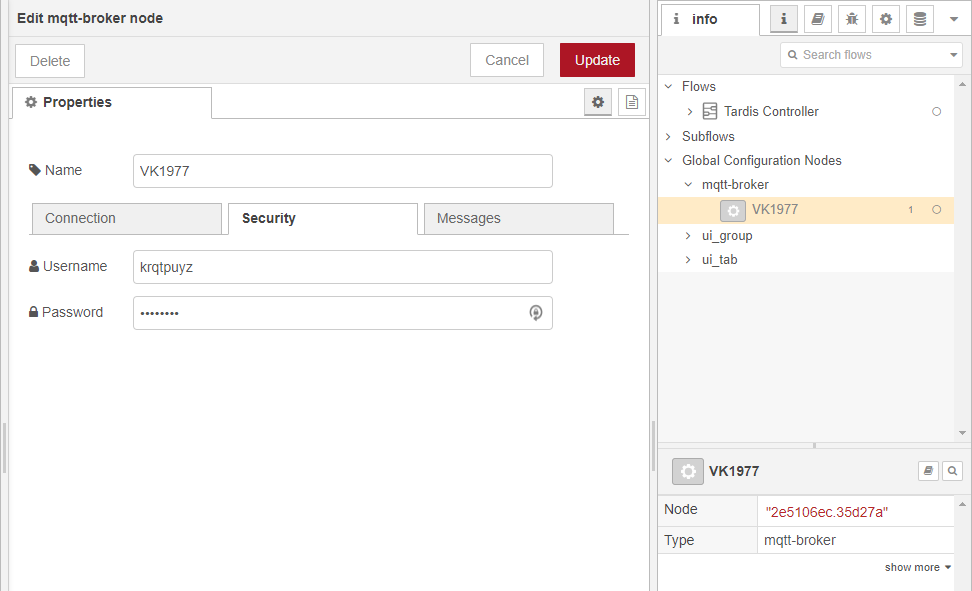 Edit mqtt-broker node
Delete
Cancel
Update
Properties
Name
VK1977
Connection
Security
Messages
Username
krqtpuyz
Password
••••••••
info
Search flows
Flows
Tardis Controller
Subflows
Global Configuration Nodes
mqtt-broker
VK1977 1
ui_group
ui_tab
VK1977
Node "2e5106ec.35d27a"
Type mqtt-broker
show more